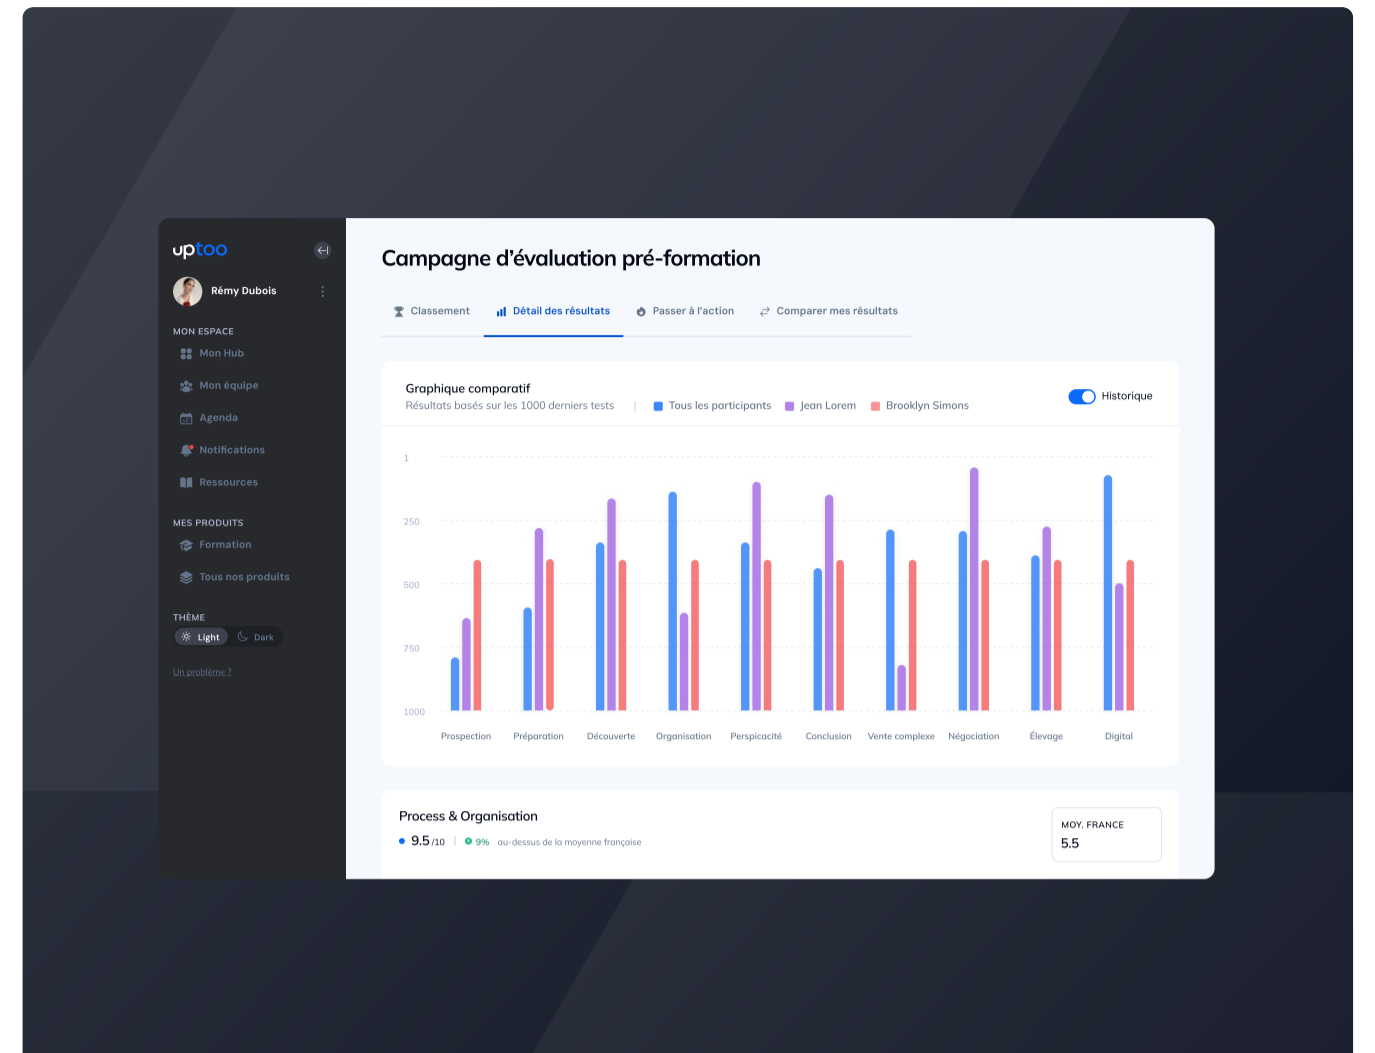 uptoo
Rémy Dubois
MON ESPACE
Mon Hub
Mon équipe
Agenda
Notifications
Ressources
MES PRODUITS
Formation
Tous nos produits
THÈME
Light Dark
Un problème ?
Campagne d’évaluation pré-formation
Classement Détail des résultats Passer à l’action Comparer mes résultats
Graphique comparatif
Résultats basés sur les 1000 derniers tests Tous les participants Jean Lorem Brooklyn Simons
Historique
1
250
500
750
1000
Prospection Préparation Découverte Organisation Perspicacité Conclusion Vente complexe Négociation Élevage Digital
Process & Organisation
9.5 /10 9% au-dessus de la moyenne française
MOY. FRANCE
5.5